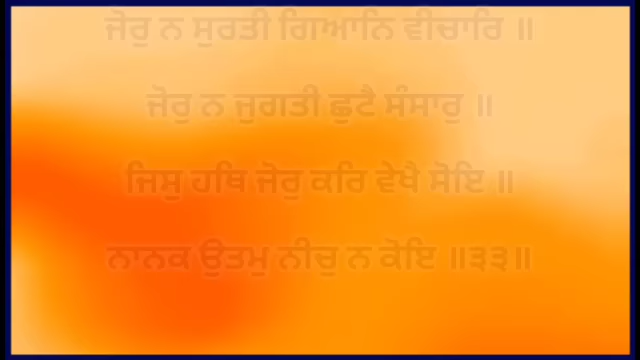 ਜੋਰੁ ਨ ਸੁਰਤੀ ਗਿਆਨਿ ਵੀਚਾਰਿ ॥
ਜੋਰੁ ਨ ਜੁਗਤੀ ਛੁਟੈ ਸੰਸਾਰੁ ॥
ਜਿਸੁ ਹਥਿ ਜੋਰੁ ਕਰਿ ਵੇਖੈ ਸੋਇ ॥
ਨਾਨਕ ਉਤਮੁ ਨੀਚੁ ਨ ਕੋਇ ॥੩੩॥